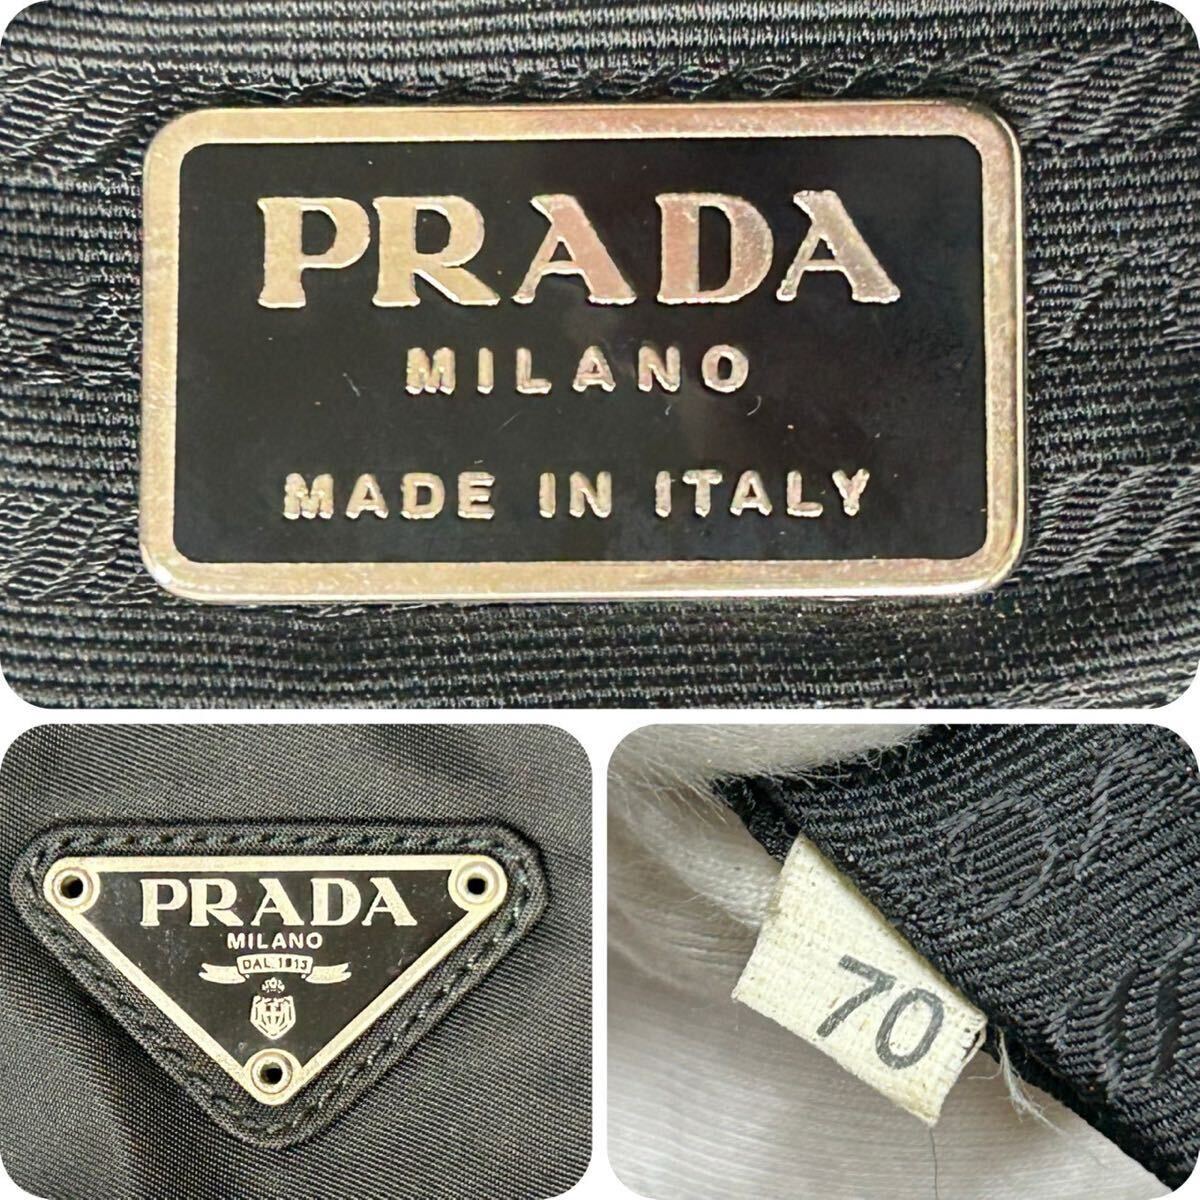 PRADA
MILANO
MADE IN ITALY
PRADA
MILANO
DAL 1913
70